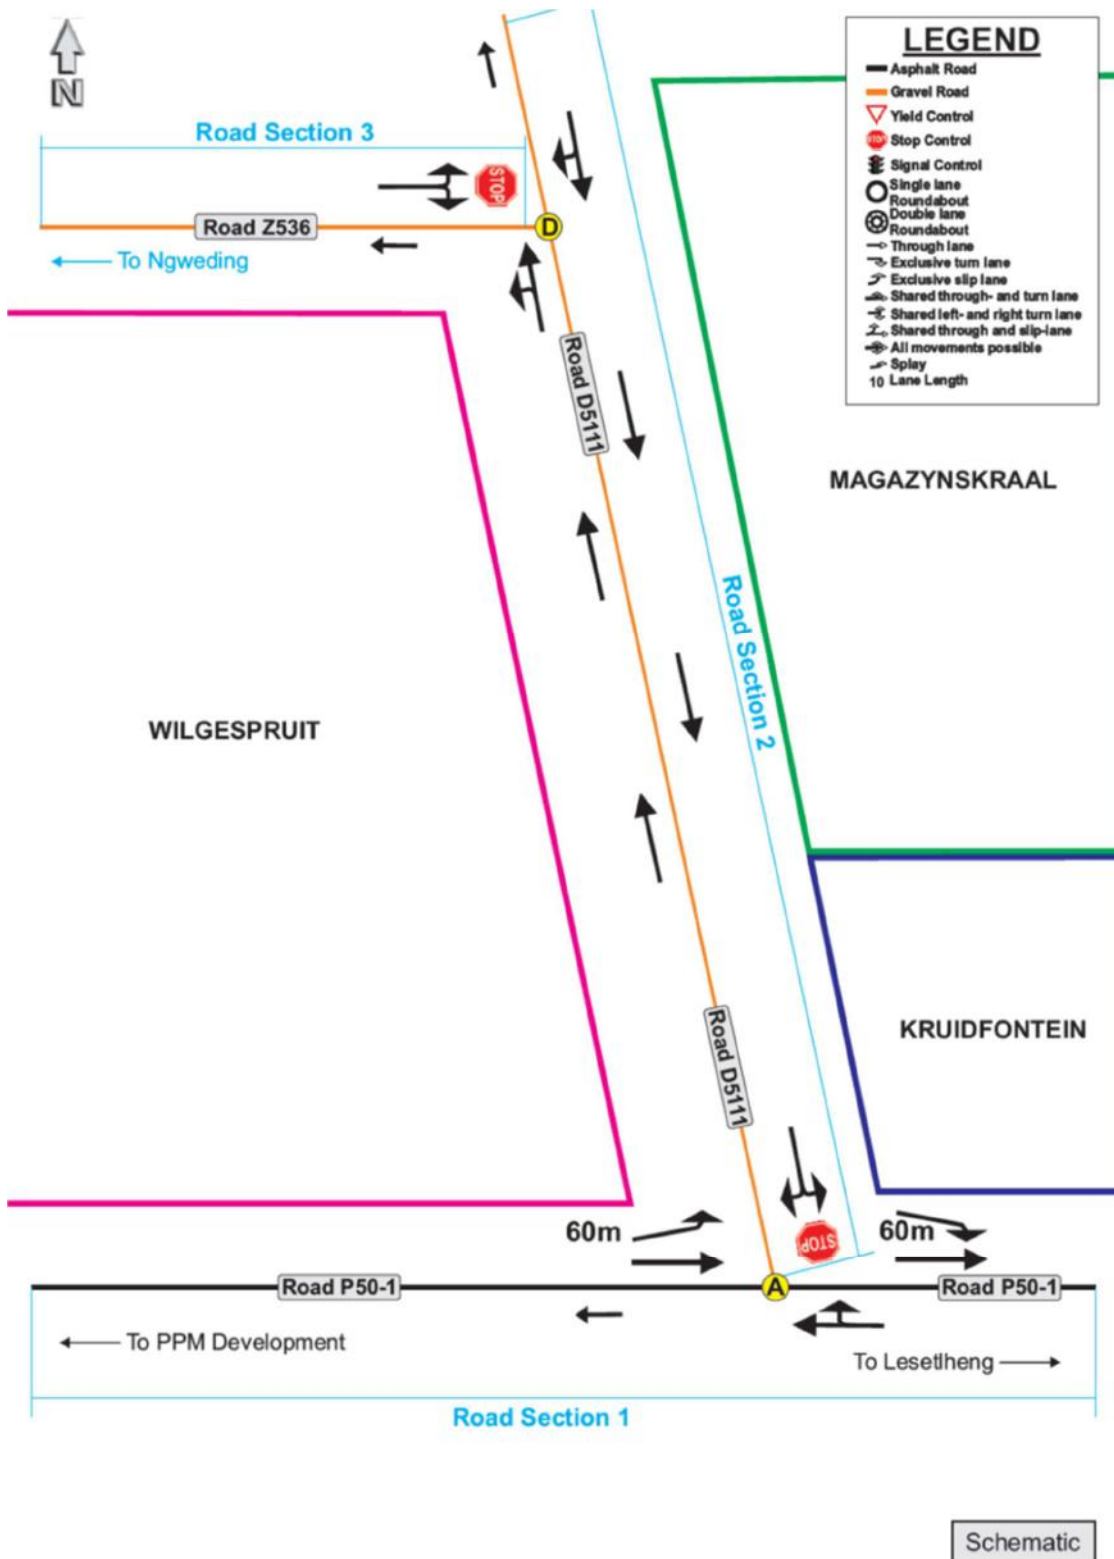 N
LEGEND
Asphalt Road
Gravel Road
Yield Control
STOP Stop Control
Signal Control
Single lane
Roundabout
Double lane
Roundabout
Through lane
Exclusive turn lane
Exclusive slip lane
Shared through- and turn lane
Shared left- and right turn lane
Shared through and slip-lane
All movements possible
Splay
10 Lane Length
Road Section 3
STOP
Road Z536
D
To Ngweding
Road D5111
MAGAZYNSKRAAL
Road Section 2
WILGESPRUIT
KRUIDFONTEIN
Road D5111
60m
STOP
60m
Road P50-1
A
Road P50-1
To PPM Development
To Lesetlheng
Road Section 1
Schematic